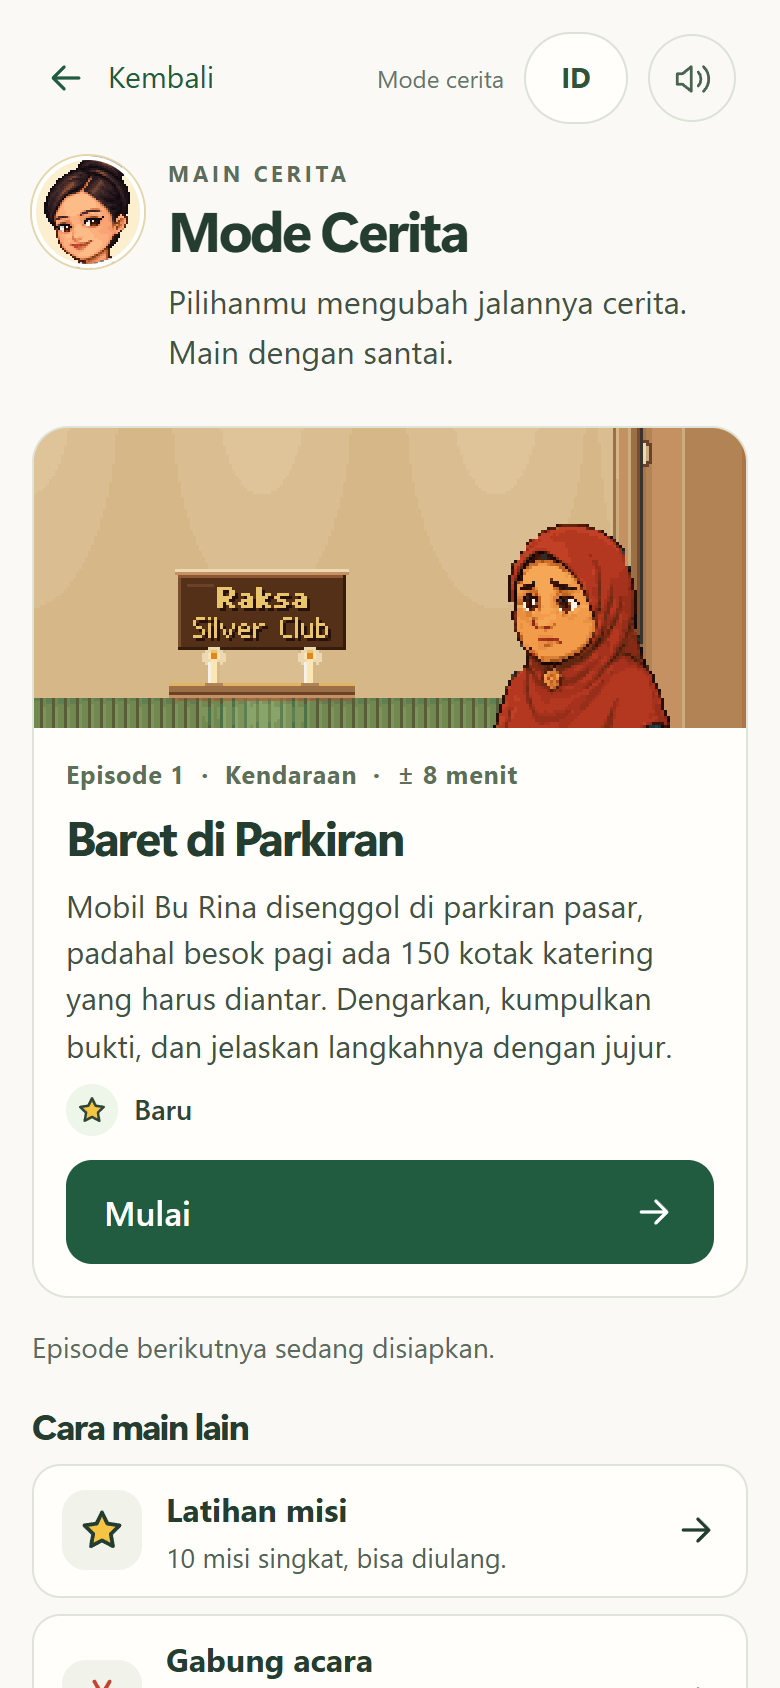 Kembali
Mode cerita
ID
MAIN CERITA
Mode Cerita
Pilihanmu mengubah jalannya cerita.
Main dengan santai.
Raksa
Silver Club
Episode 1 · Kendaraan · ± 8 menit
Baret di Parkiran
Mobil Bu Rina disenggol di parkiran pasar,
padahal besok pagi ada 150 kotak katering
yang harus diantar. Dengarkan, kumpulkan
bukti, dan jelaskan langkahnya dengan jujur.
Baru
Mulai
Episode berikutnya sedang disiapkan.
Cara main lain
Latihan misi
10 misi singkat, bisa diulang.
Gabung acara